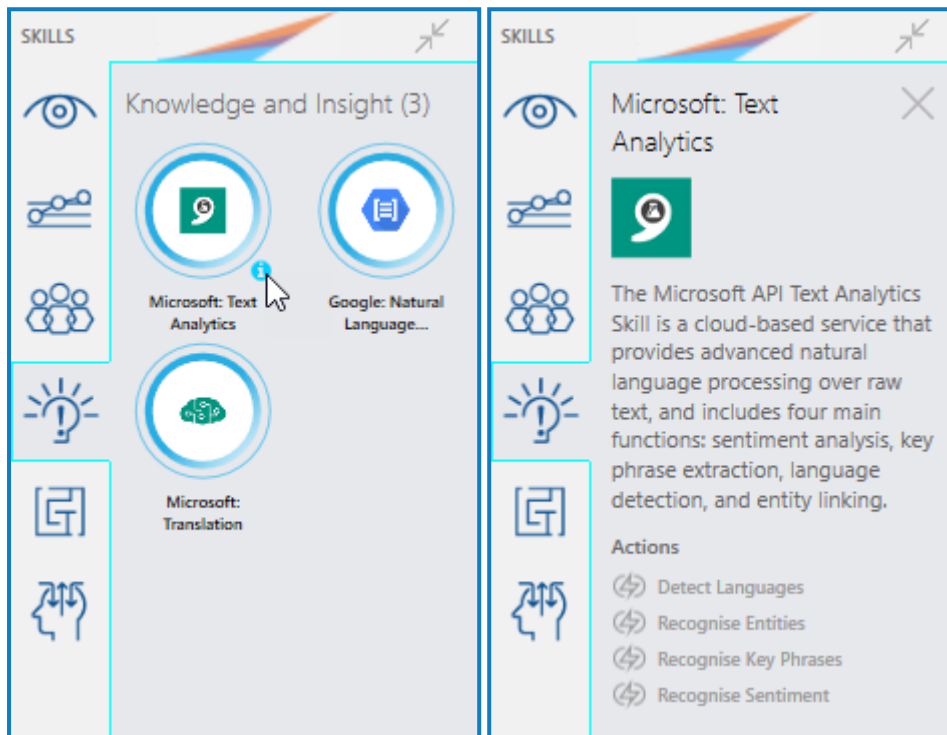 SKILLS
Knowledge and Insight (3)
Microsoft: Text
Analytics
Google: Natural
Language....
Microsoft:
Translation
SKILLS
Microsoft: Text
Analytics
The Microsoft API Text Analytics
Skill is a cloud-based service that
provides advanced natural
language processing over raw
text, and includes four main
functions: sentiment analysis, key
phrase extraction, language
detection, and entity linking.
Actions
Detect Languages
Recognise Entities
Recognise Key Phrases
Recognise Sentiment